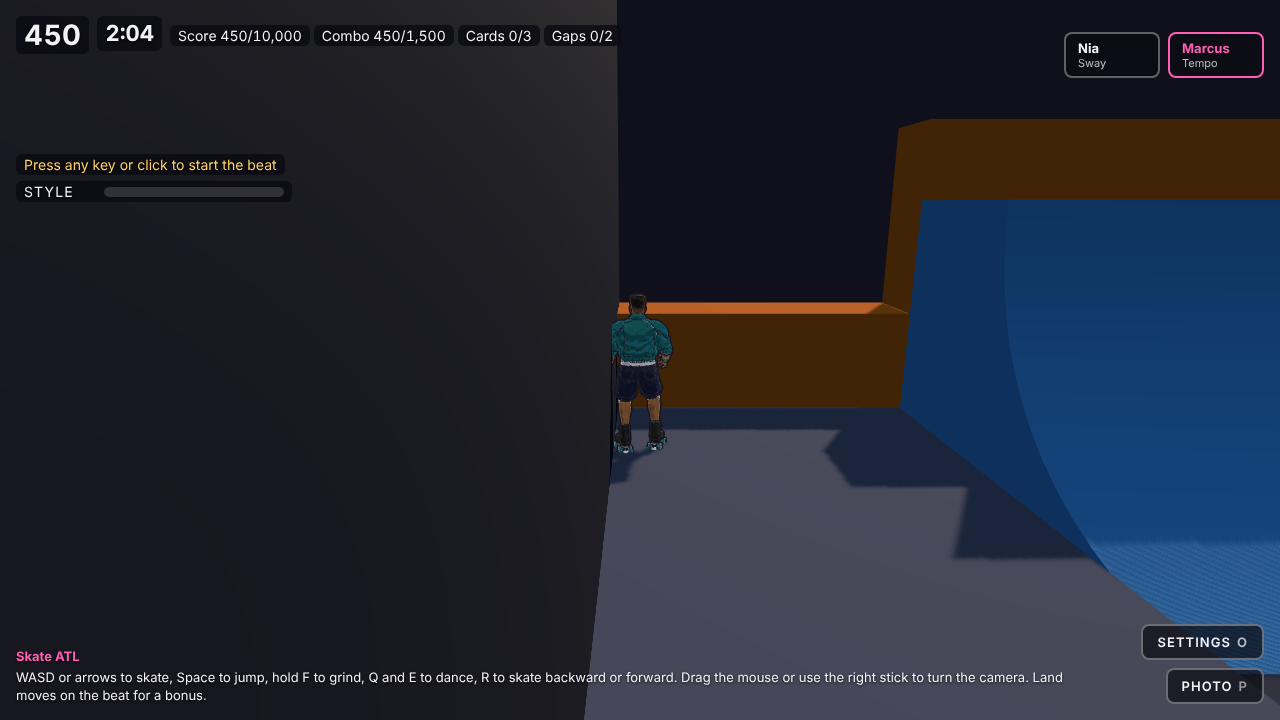 450
2:04
Score 450/10,000
Combo 450/1,500
Cards 0/3
Gaps 0/2
Nia
Sway
Marcus
Tempo
Press any key or click to start the beat
STYLE
Skate ATL
WASD or arrows to skate, Space to jump, hold F to grind, Q and E to dance, R to skate backward or forward. Drag the mouse or use the right stick to turn the camera. Land
moves on the beat for a bonus.
SETTINGS O
PHOTO P